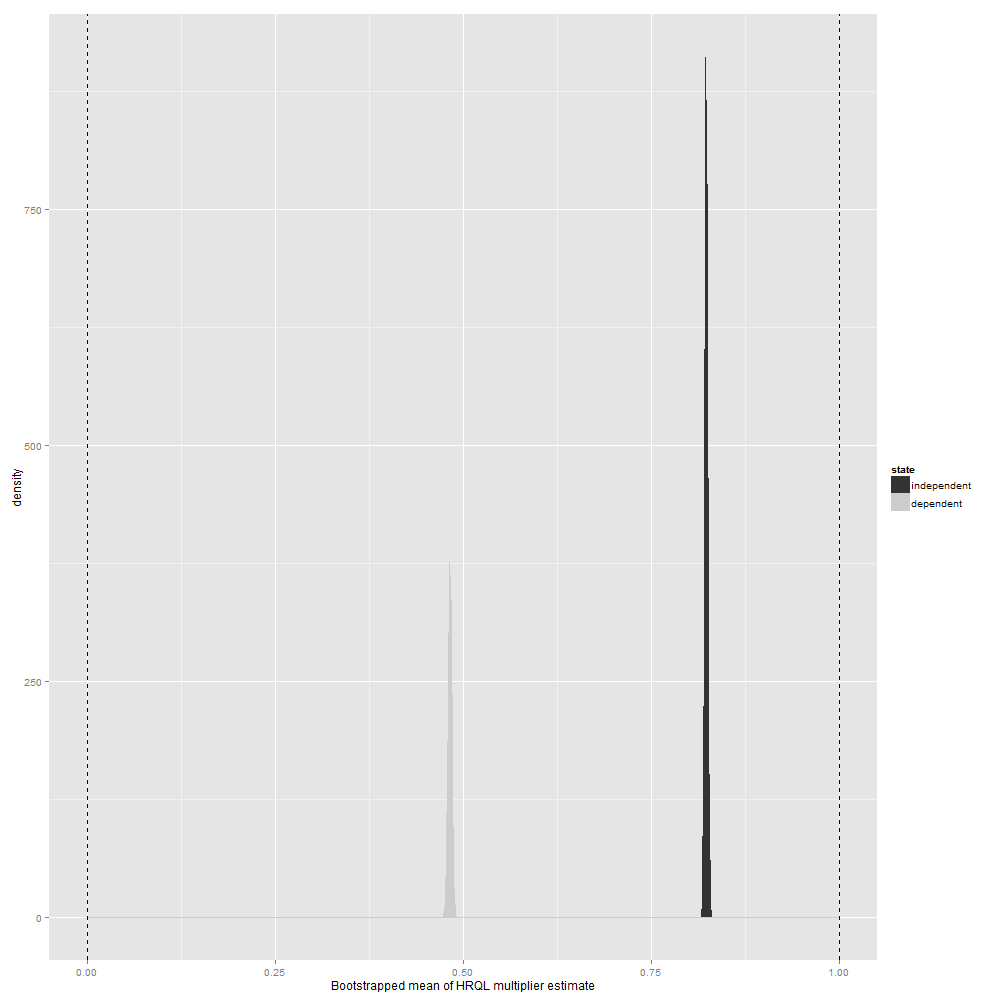 750
500
250
0
density
0.00
0.25
0.50
0.75
1.00
Bootstrapped mean of HRQL multiplier estimate
state
independent
dependent